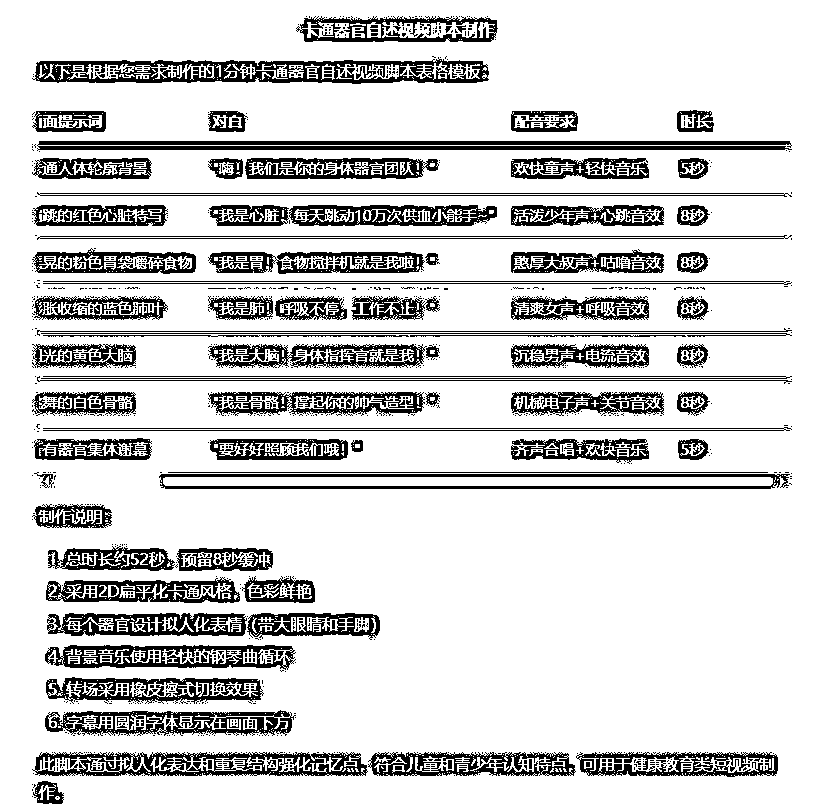 卡通器官自述视频脚本制作
以下是根据您需求制作的1分钟卡通器官自述视频脚本表格模板：
面提示词 对白 配音要求 时长
通人体轮廓背景 "嗨！我们是你的身体器官团队！" 欢快童声+轻快音乐 5秒
跳的红色心脏特写 "我是心脏！每天跳动10万次供血小能手~" 活泼少年声+心跳音效 8秒
晃的粉色胃袋嚼碎食物 "我是胃！食物搅拌机就是我啦！" 憨厚大叔声+咕噜音效 8秒
胀收缩的蓝色肺叶 "我是肺！呼吸不停，工作不止！" 清爽女声+呼吸音效 8秒
光的黄色大脑 "我是大脑！身体指挥官就是我！" 沉稳男声+电流音效 8秒
舞的白色骨骼 "我是骨骼！撑起你的帅气造型！" 机械电子声+关节音效 8秒
有器官集体谢幕 "要好好照顾我们哦！" 齐声合唱+欢快音乐 5秒
制作说明：
1. 总时长约52秒，预留8秒缓冲
2. 采用2D扁平化卡通风格，色彩鲜艳
3. 每个器官设计拟人化表情（带大眼睛和手脚）
4. 背景音乐使用轻快的钢琴曲循环
5. 转场采用橡皮擦式切换效果
6. 字幕用圆润字体显示在画面下方
此脚本通过拟人化表达和重复结构强化记忆点，符合儿童和青少年认知特点，可用于健康教育类短视频制
作。